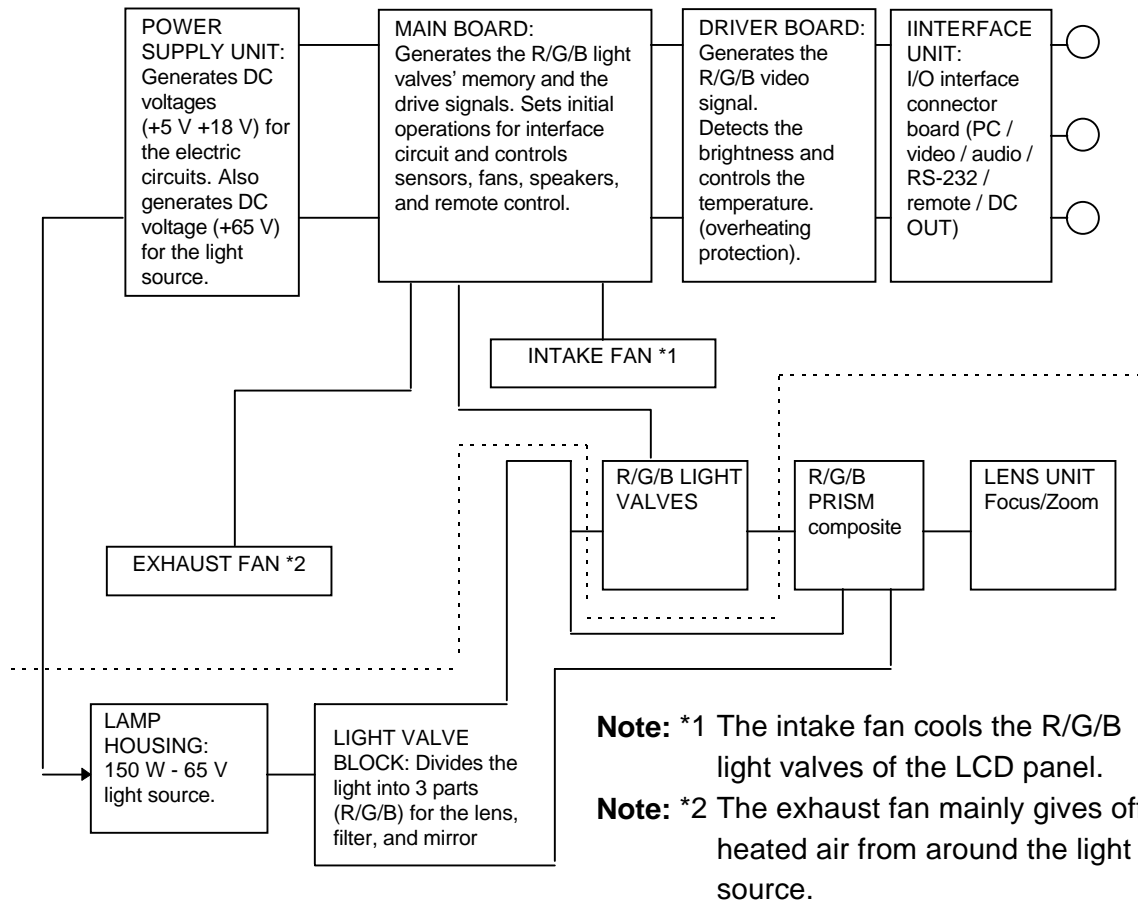 POWER
SUPPLY UNIT:
Generates DC
voltages
(+5 V +18 V) for
the electric
circuits. Also
generates DC
voltage (+65 V)
for the light
source.
MAIN BOARD:
Generates the R/G/B light
valves’ memory and the
drive signals. Sets initial
operations for interface
circuit and controls
sensors, fans, speakers,
and remote control.
DRIVER BOARD:
Generates the
R/G/B video
signal.
Detects the
brightness and
controls the
temperature.
(overheating
protection).
IINTERFACE
UNIT:
I/O interface
connector
board (PC /
video / audio /
RS-232 /
remote / DC
OUT)
INTAKE FAN *1
EXHAUST FAN *2
R/G/B LIGHT
VALVES
R/G/B
PRISM
composite
LENS UNIT
Focus/Zoom
LAMP
HOUSING:
150 W - 65 V
light source.
LIGHT VALVE
BLOCK: Divides the
light into 3 parts
(R/G/B) for the lens,
filter, and mirror
Note: *1 The intake fan cools the R/G/B
light valves of the LCD panel.
Note: *2 The exhaust fan mainly gives off
heated air from around the light
source.